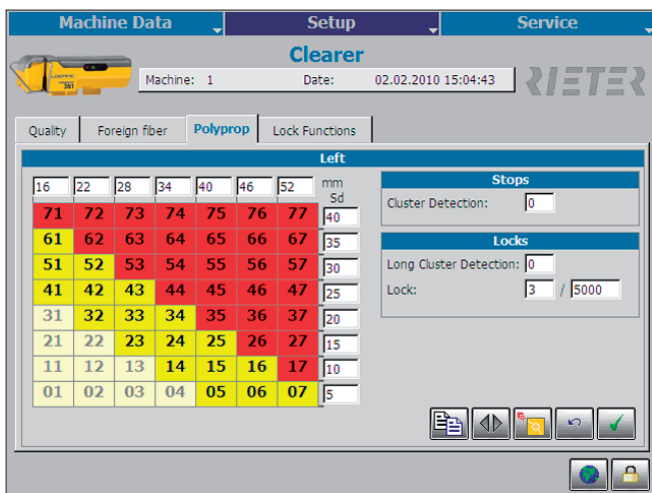 Machine Data Setup Service
Clearer
Machine: 1 Date: 02.02.2010 15:04:43
RIETER
Quality Foreign fiber Polyprop Lock Functions
Left
16 22 28 34 40 46 52 mm
Sd
71 72 73 74 75 76 77 40
61 62 63 64 65 66 67 35
51 52 53 54 55 56 57 30
41 42 43 44 45 46 47 25
31 32 33 34 35 36 37 20
21 22 23 24 25 26 27 15
11 12 13 14 15 16 17 10
01 02 03 04 05 06 07 5
Stops
Cluster Detection: 0
Locks
Long Cluster Detection: 0
Lock: 3 / 5000